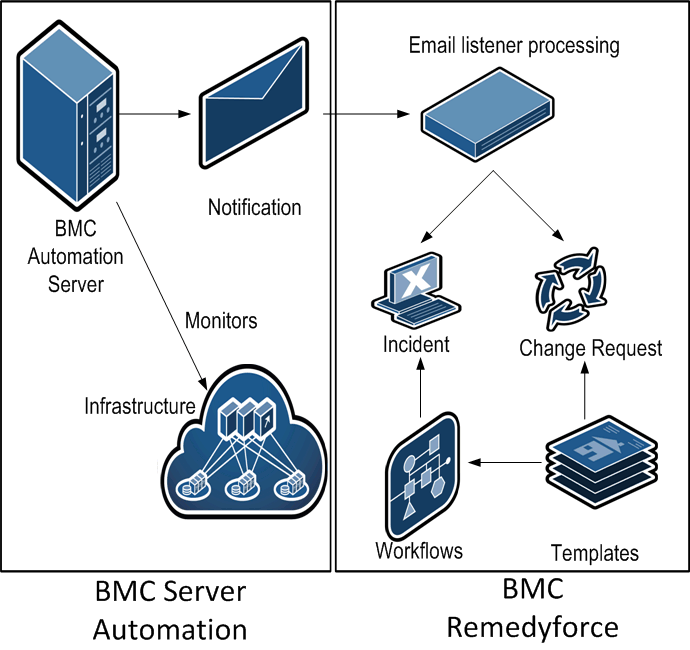 Email listener processing
Notification
BMC
Automation
Server
Monitors
Infrastructure
Incident
Change Request
Workflows
Templates
BMC Server
Automation
BMC
Remedyforce